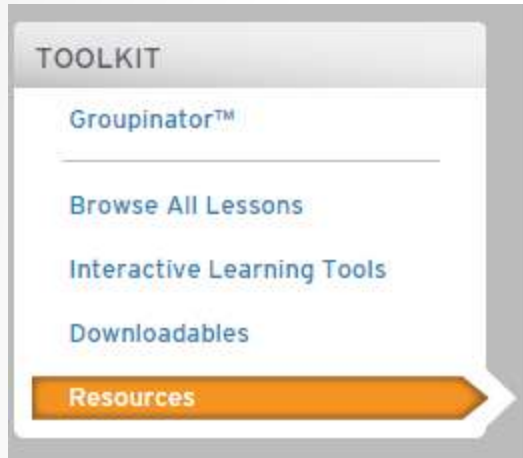 TOOLKIT
Groupinator™
Browse All Lessons
Interactive Learning Tools
Downloadables
Resources